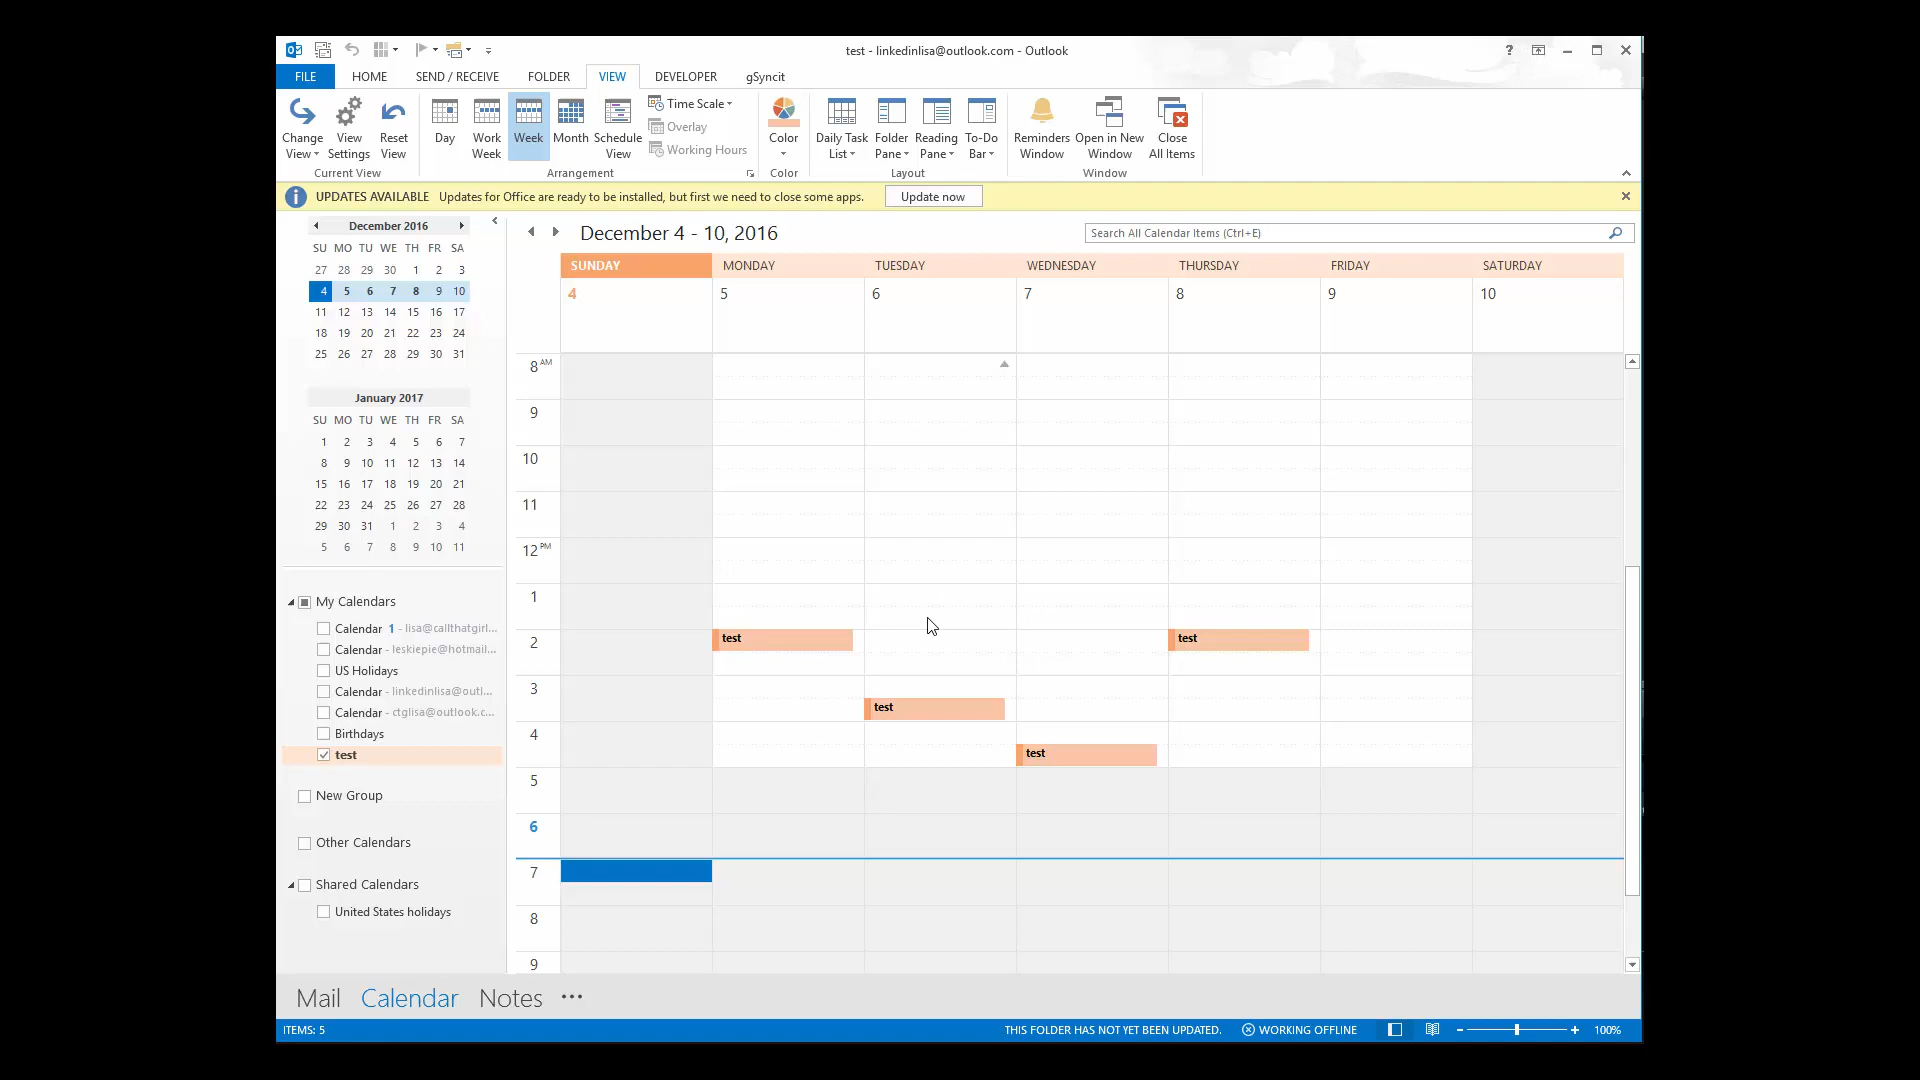 test - linkedinlisa@outlook.com - Outlook
?
FILE HOME SEND / RECEIVE FOLDER VIEW DEVELOPER gSyncit
Change View
View Settings
Reset View
Day
Work Week
Week
Month
Schedule View
Time Scale
Overlay
Working Hours
Color
Daily Task List
Folder Pane
Reading Pane
To-Do Bar
Reminders Window
Open in New Window
Close All Items
Current View Arrangement Color Layout Window
UPDATES AVAILABLE Updates for Office are ready to be installed, but first we need to close some apps. Update now
December 2016
SU MO TU WE TH FR SA
27 28 29 30 1 2 3
4 5 6 7 8 9 10
11 12 13 14 15 16 17
18 19 20 21 22 23 24
25 26 27 28 29 30 31
January 2017
SU MO TU WE TH FR SA
1 2 3 4 5 6 7
8 9 10 11 12 13 14
15 16 17 18 19 20 21
22 23 24 25 26 27 28
29 30 31 1 2 3 4
5 6 7 8 9 10 11
My Calendars
Calendar 1 - lisa@callthatgirl...
Calendar - leskiepie@hotmail...
US Holidays
Calendar - linkedinlisa@outl...
Calendar - ctglisa@outlook.c...
Birthdays
test
New Group
Other Calendars
Shared Calendars
United States holidays
December 4 - 10, 2016
Search All Calendar Items (Ctrl+E)
SUNDAY MONDAY TUESDAY WEDNESDAY THURSDAY FRIDAY SATURDAY
4 5 6 7 8 9 10
8 AM
9
10
11
12 PM
1
2 test test
3 test
4 test
5
6
7
8
9
Mail Calendar Notes ...
ITEMS: 5 THIS FOLDER HAS NOT YET BEEN UPDATED. WORKING OFFLINE 100%